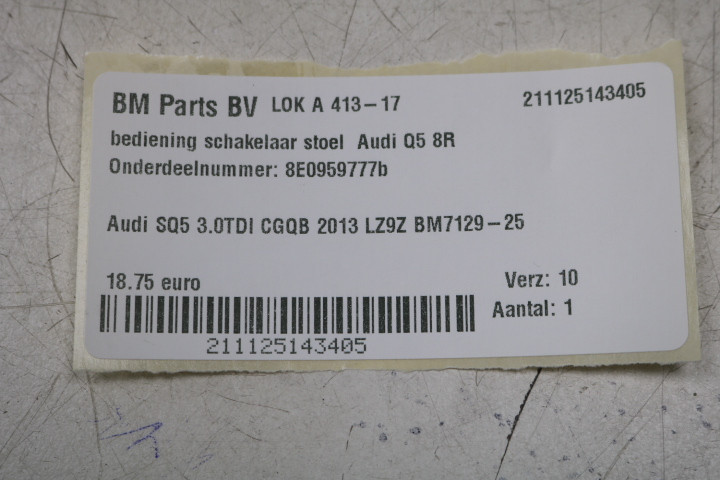 BM Parts BV LOK A 413-17 211125143405
bediening schakelaar stoel Audi Q5 8R
Onderdeelnummer: 8E0959777b
Audi SQ5 3.0TDI CGQB 2013 LZ9Z BM7129-25
18.75 euro Verz: 10
Aantal: 1
211125143405